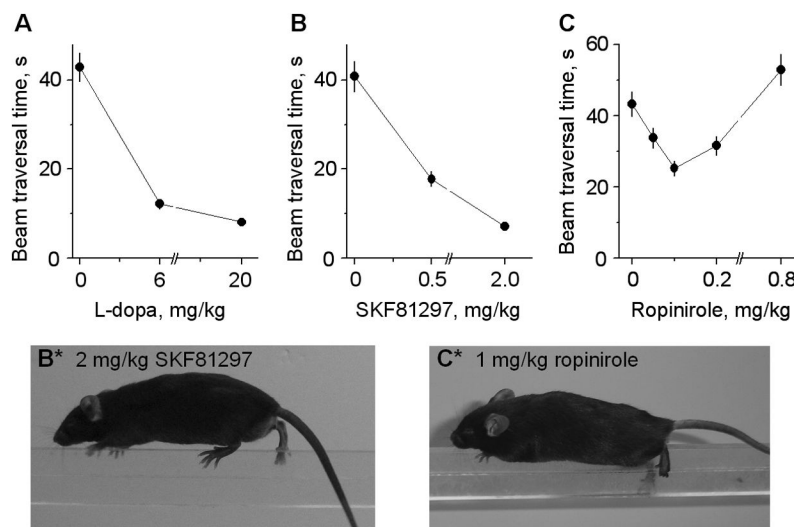 A
Beam traversal time, s
40
20
0
0
6
20
L-dopa, mg/kg
B
Beam traversal time, s
40
20
0
0
0.5
2.0
SKF81297, mg/kg
C
Beam traversal time, s
60
40
20
0
0
0.2
0.8
Ropinirole, mg/kg
B* 2 mg/kg SKF81297
C* 1 mg/kg ropinirole